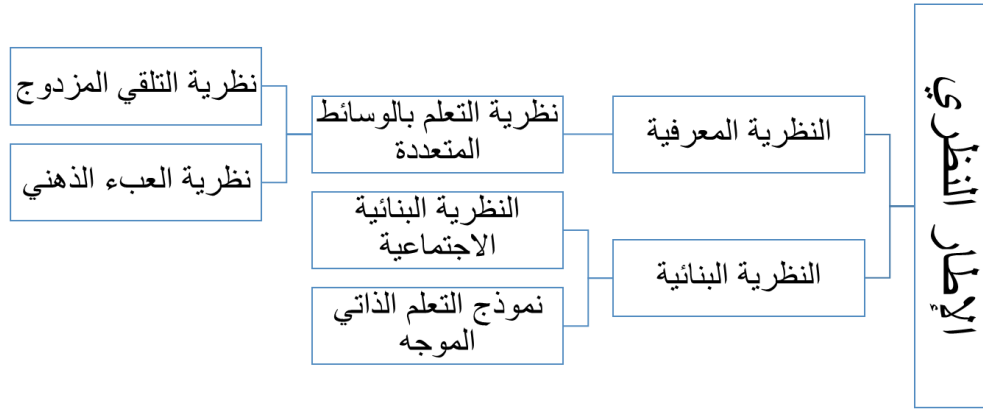 الإطار النظري
النظرية المعرفية
نظرية التعلم بالوسائط
المتعددة
نظرية التلقي المزدوج
نظرية العبء الذهني
النظرية البنائية
النظرية البنائية
الاجتماعية
نموذج التعلم الذاتي
الموجه